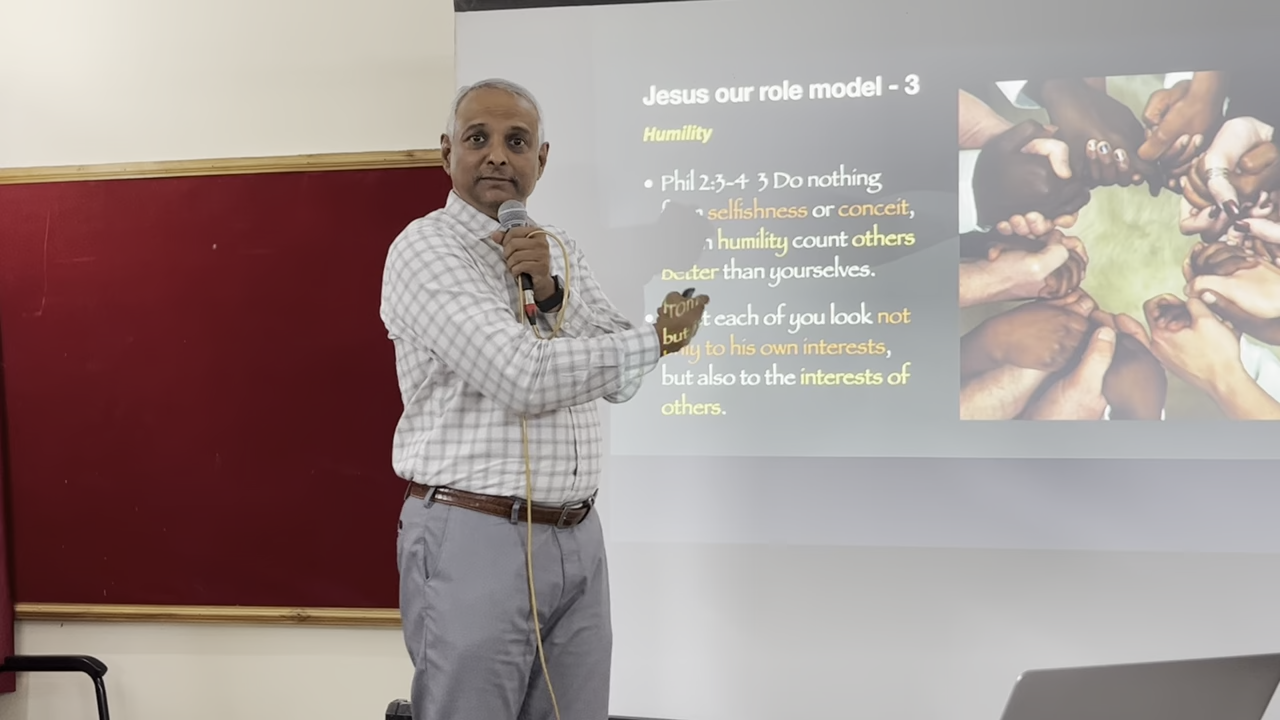 Jesus our role model - 3
Humility
• Phil 2:3-4 3 Do nothing
selfishness or conceit,
humility count others
better than yourselves.
• each of you look not
but only to his own interests,
but also to the interests of
others.